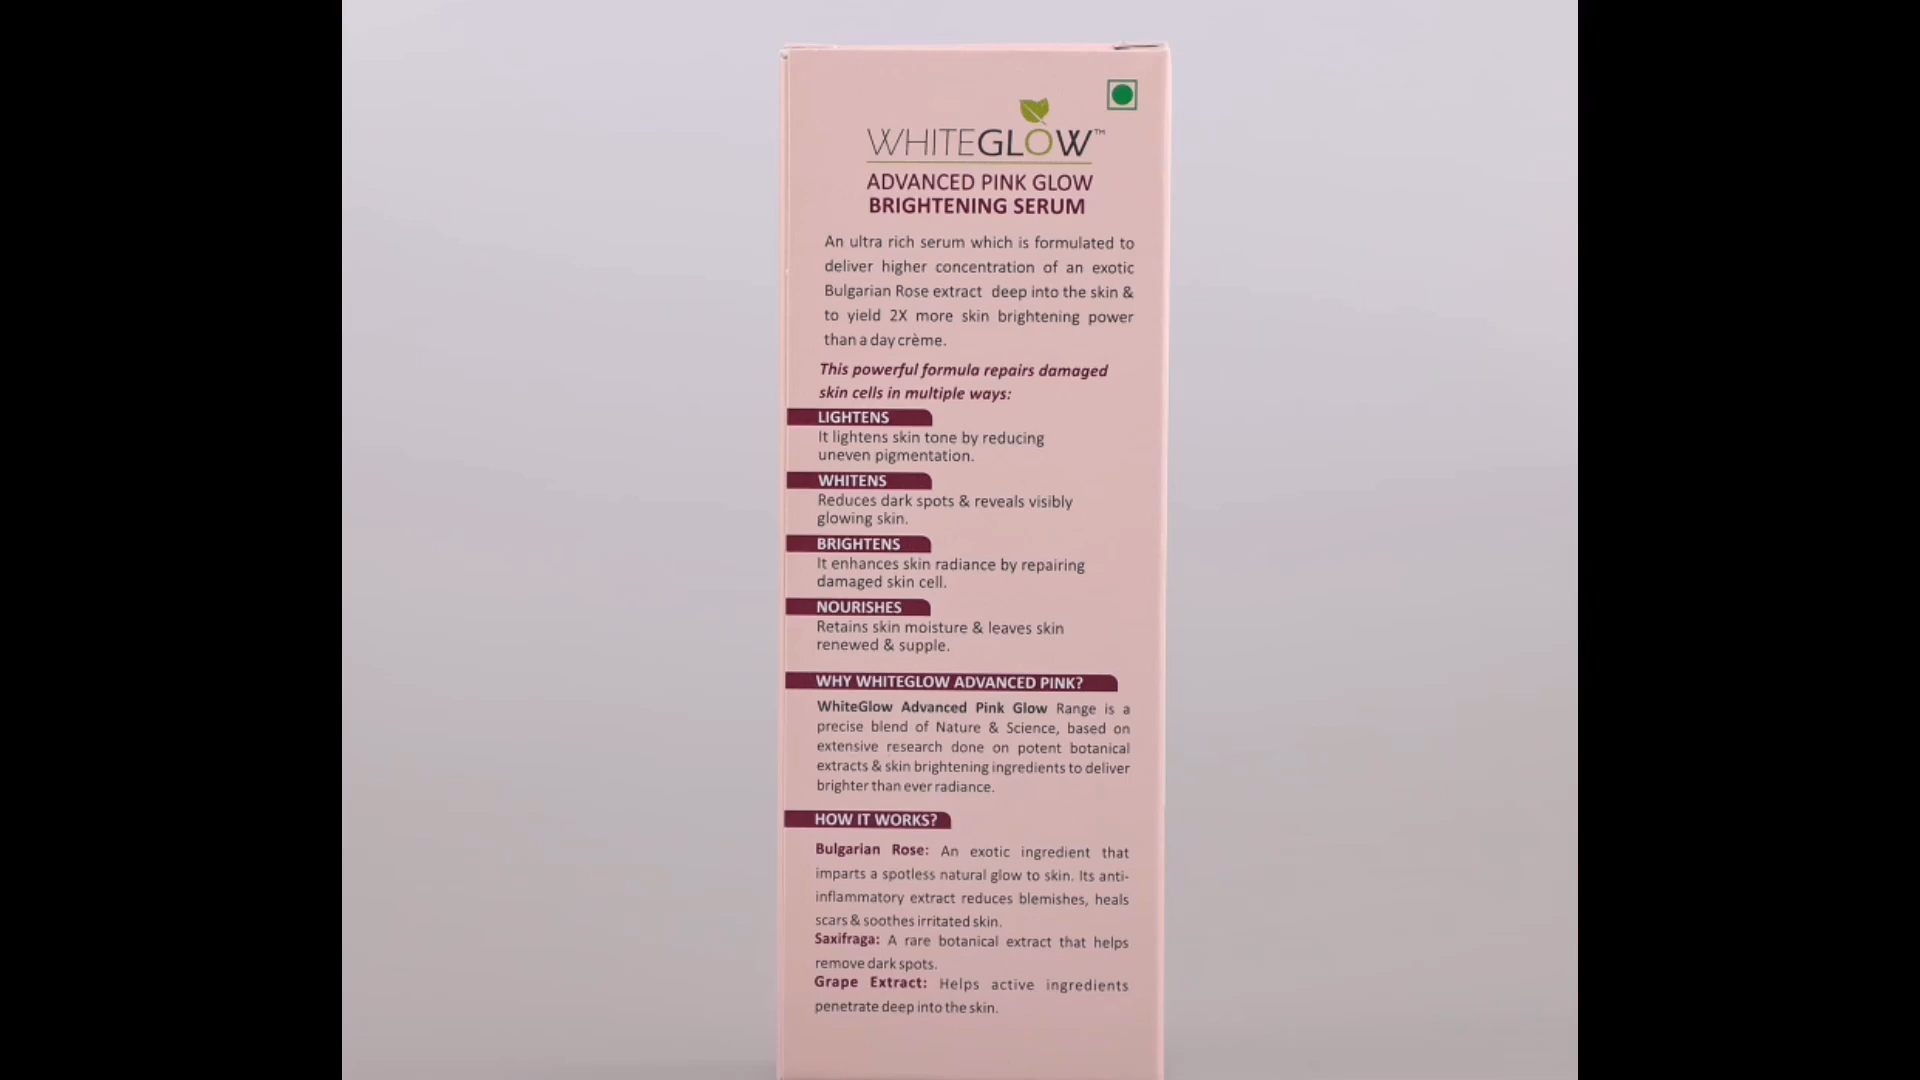 WHITEGLOW™
ADVANCED PINK GLOW
BRIGHTENING SERUM
An ultra rich serum which is formulated to
deliver higher concentration of an exotic
Bulgarian Rose extract deep into the skin &
to yield 2X more skin brightening power
than a day crème.
This powerful formula repairs damaged
skin cells in multiple ways:
LIGHTENS
It lightens skin tone by reducing
uneven pigmentation.
WHITENS
Reduces dark spots & reveals visibly
glowing skin.
BRIGHTENS
It enhances skin radiance by repairing
damaged skin cell.
NOURISHES
Retains skin moisture & leaves skin
renewed & supple.
WHY WHITEGLOW ADVANCED PINK?
WhiteGlow Advanced Pink Glow Range is a
precise blend of Nature & Science, based on
extensive research done on potent botanical
extracts & skin brightening ingredients to deliver
brighter than ever radiance.
HOW IT WORKS?
Bulgarian Rose: An exotic ingredient that
imparts a spotless natural glow to skin. Its anti-
inflammatory extract reduces blemishes, heals
scars & soothes irritated skin.
Saxifraga: A rare botanical extract that helps
remove dark spots.
Grape Extract: Helps active ingredients
penetrate deep into the skin.